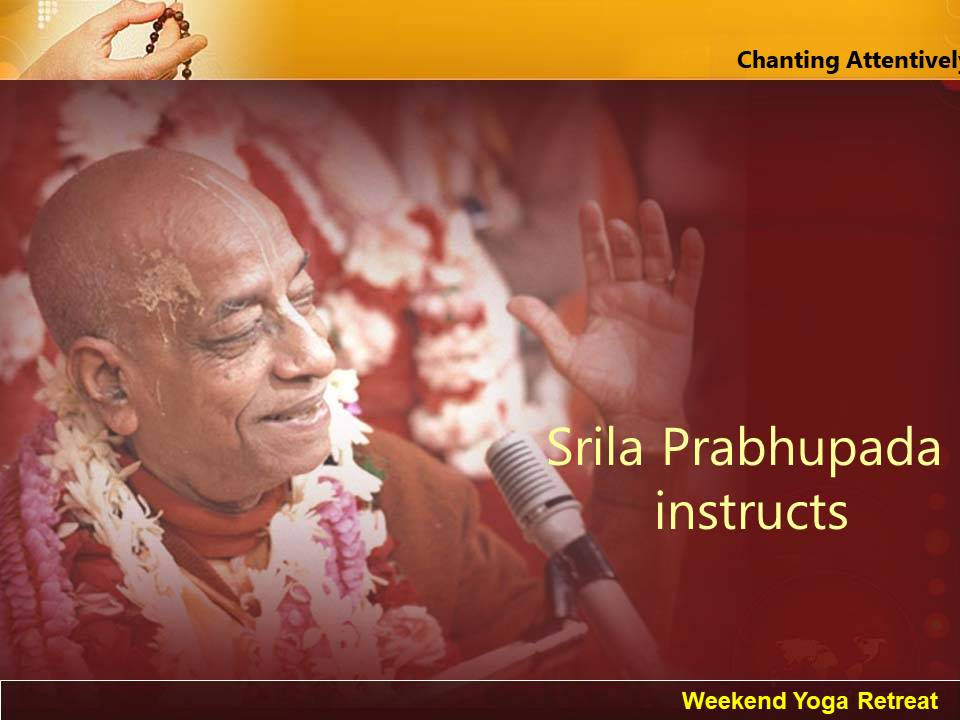 Chanting Attentively
Srila Prabhupada
instructs
Weekend Yoga Retreat